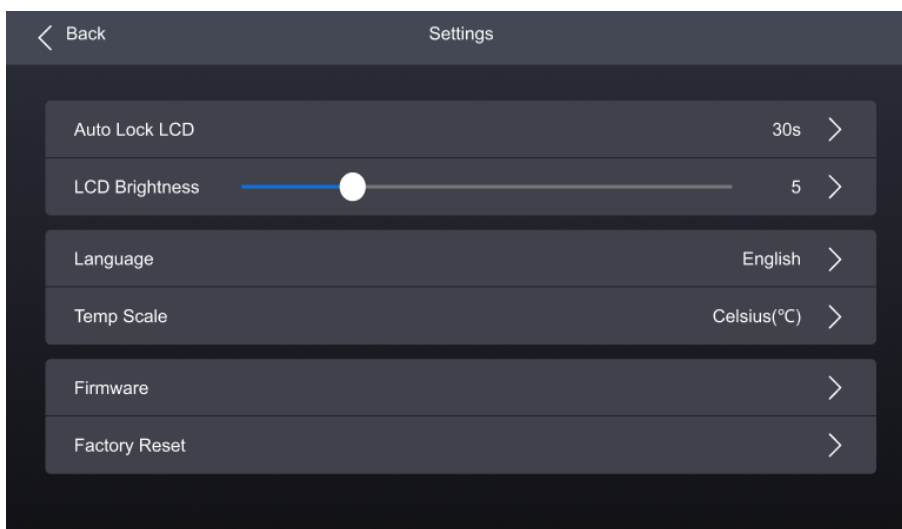 Back Settings
Auto Lock LCD 30s
LCD Brightness 5
Language English
Temp Scale Celsius(℃)
Firmware
Factory Reset